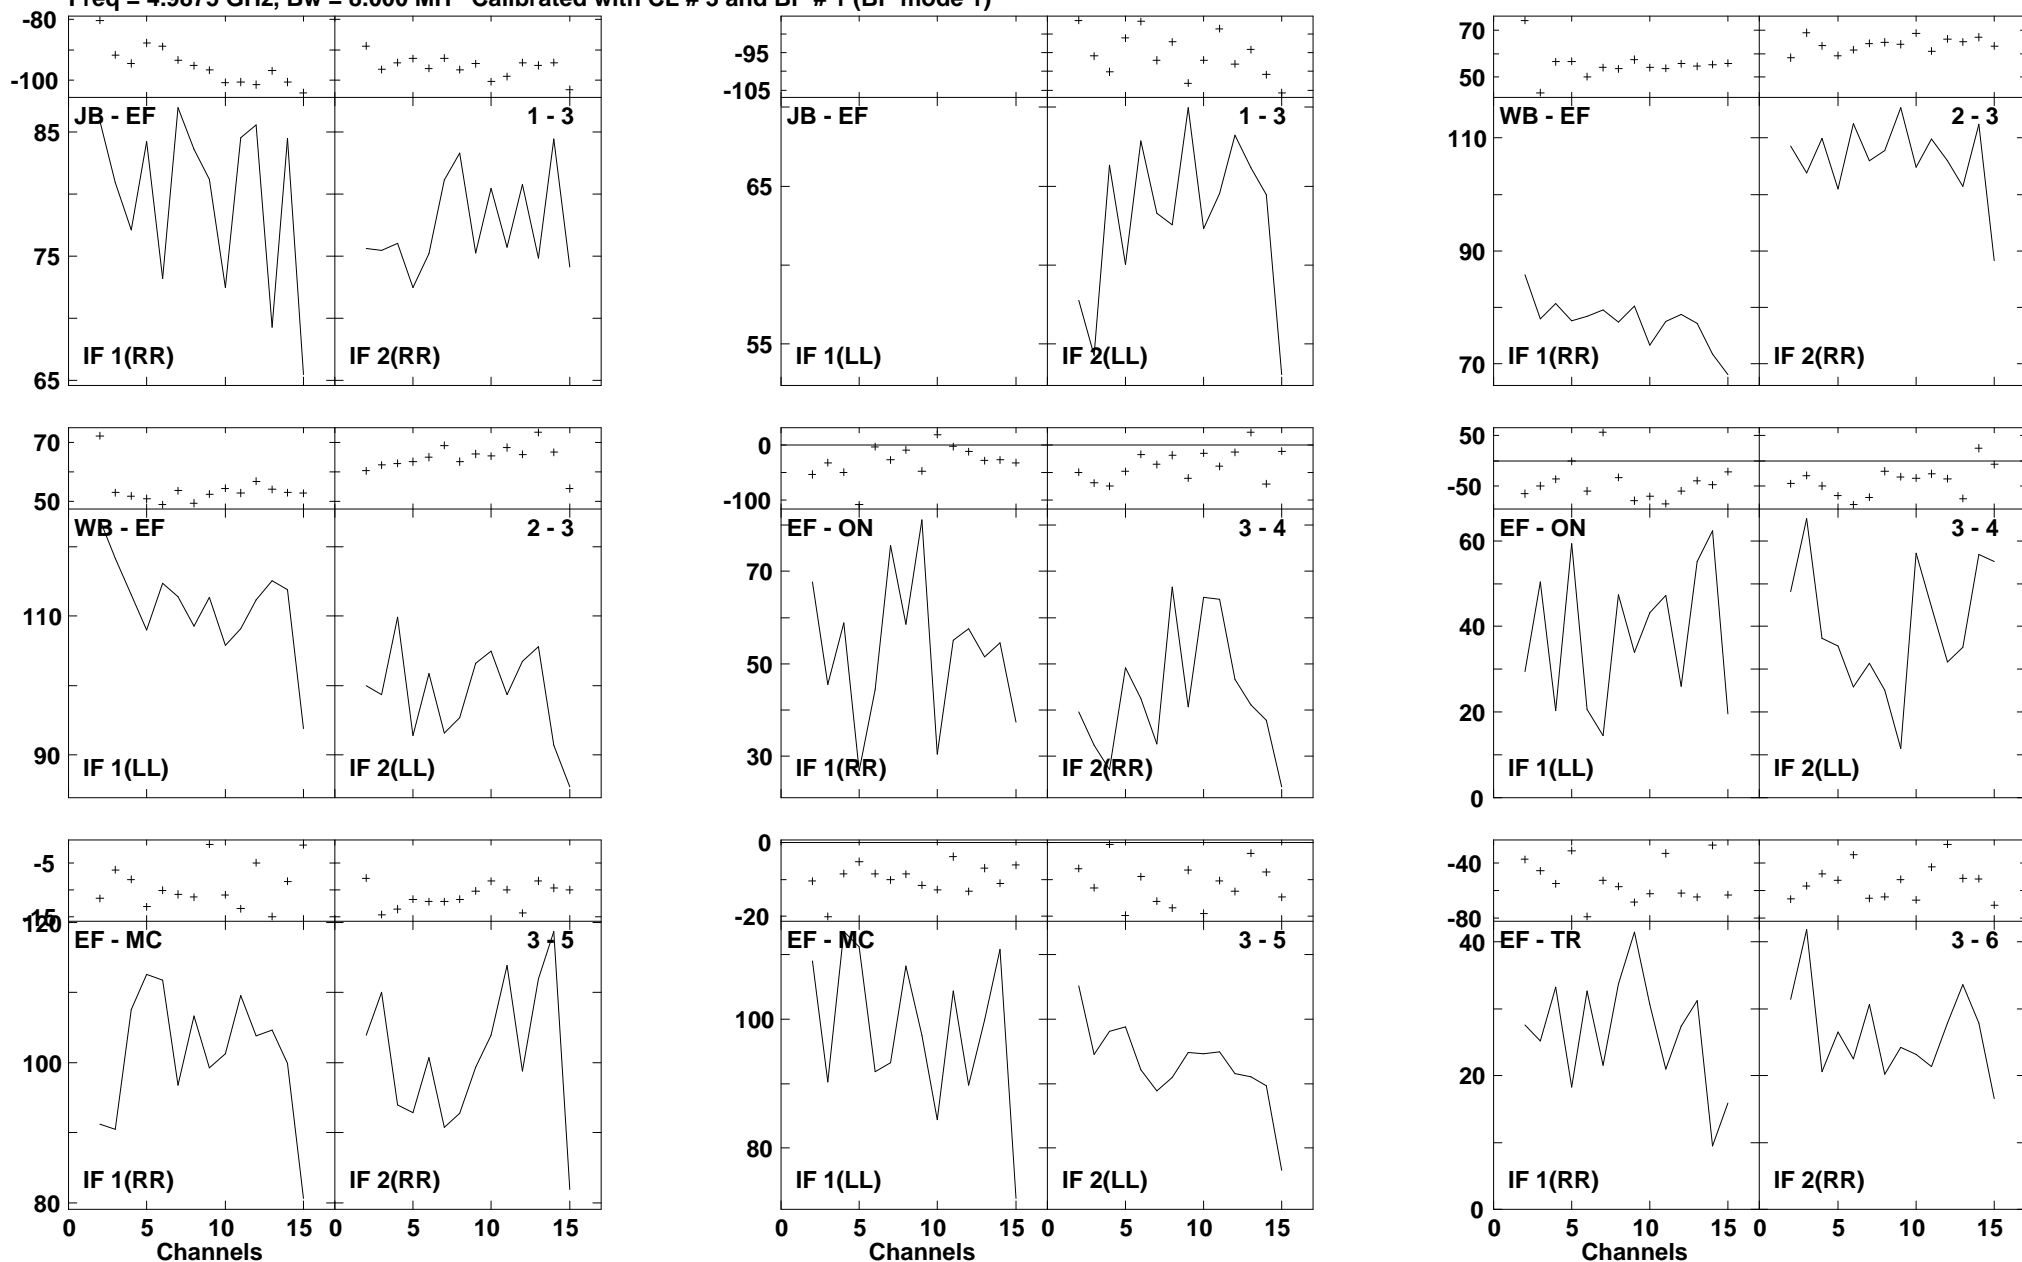 Freq = 4.9875 GHz, Bw = 8.000 MH Calibrated with CL # 3 and BP # 1 (BP mode 1)
-80
-100
JB - EF 1 - 3
85
75
65
IF 1(RR) IF 2(RR)
-95
-105
JB - EF 1 - 3
65
55
IF 1(LL) IF 2(LL)
70
50
WB - EF 2 - 3
110
90
70
IF 1(RR) IF 2(RR)
70
50
WB - EF 2 - 3
110
90
IF 1(LL) IF 2(LL)
0
-100
EF - ON 3 - 4
70
50
30
IF 1(RR) IF 2(RR)
50
-50
EF - ON 3 - 4
60
40
20
0
IF 1(LL) IF 2(LL)
-5
-15
120
EF - MC 3 - 5
100
80
IF 1(RR) IF 2(RR)
0 5 10 15 0 5 10 15
Channels
0
-20
EF - MC 3 - 5
100
80
IF 1(LL) IF 2(LL)
0 5 10 15 0 5 10 15
Channels
-40
-80
EF - TR 3 - 6
40
20
0
IF 1(RR) IF 2(RR)
0 5 10 15 0 5 10 15
Channels